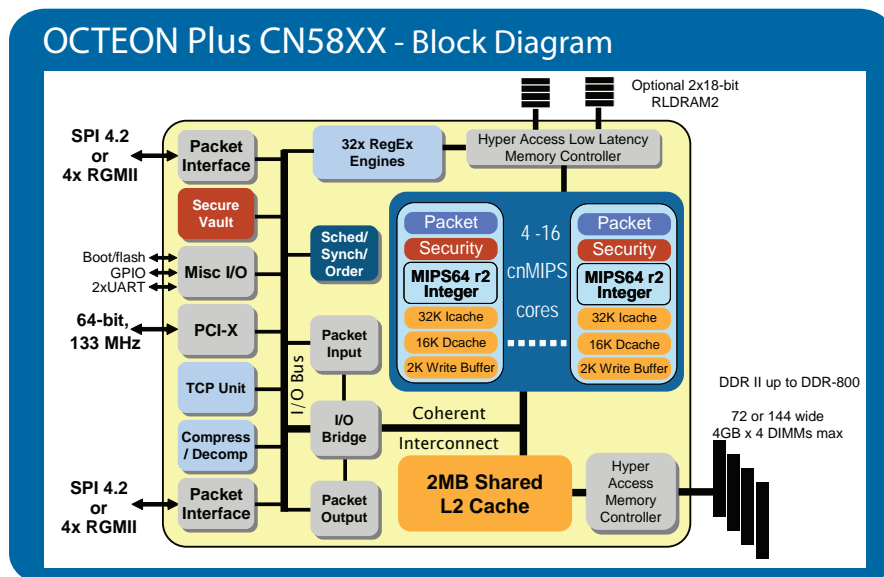 OCTEON Plus CN58XX - Block Diagram
Optional 2x18-bit
RLDRAM2
SPI 4.2
or
4x RGMII
Packet
Interface
32x RegEx
Engines
Hyper Access Low Latency
Memory Controller
Secure
Vault
Sched/
Synch/
Order
Boot/flash
GPIO
2xUART
Misc I/O
64-bit,
133 MHz
PCI-X
Packet
Input
TCP Unit
I/O Bus
Compress
/ Decomp
I/O
Bridge
SPI 4.2
or
4x RGMII
Packet
Interface
Packet
Output
Packet
Security
MIPS64 r2
Integer
32K Icache
16K Dcache
2K Write Buffer
4 -16
cnMIPS
cores
Packet
Security
MIPS64 r2
Integer
32K Icache
16K Dcache
2K Write Buffer
Coherent
Interconnect
2MB Shared
L2 Cache
Hyper
Access
Memory
Controller
DDR II up to DDR-800
72 or 144 wide
4GB x 4 DIMMs max